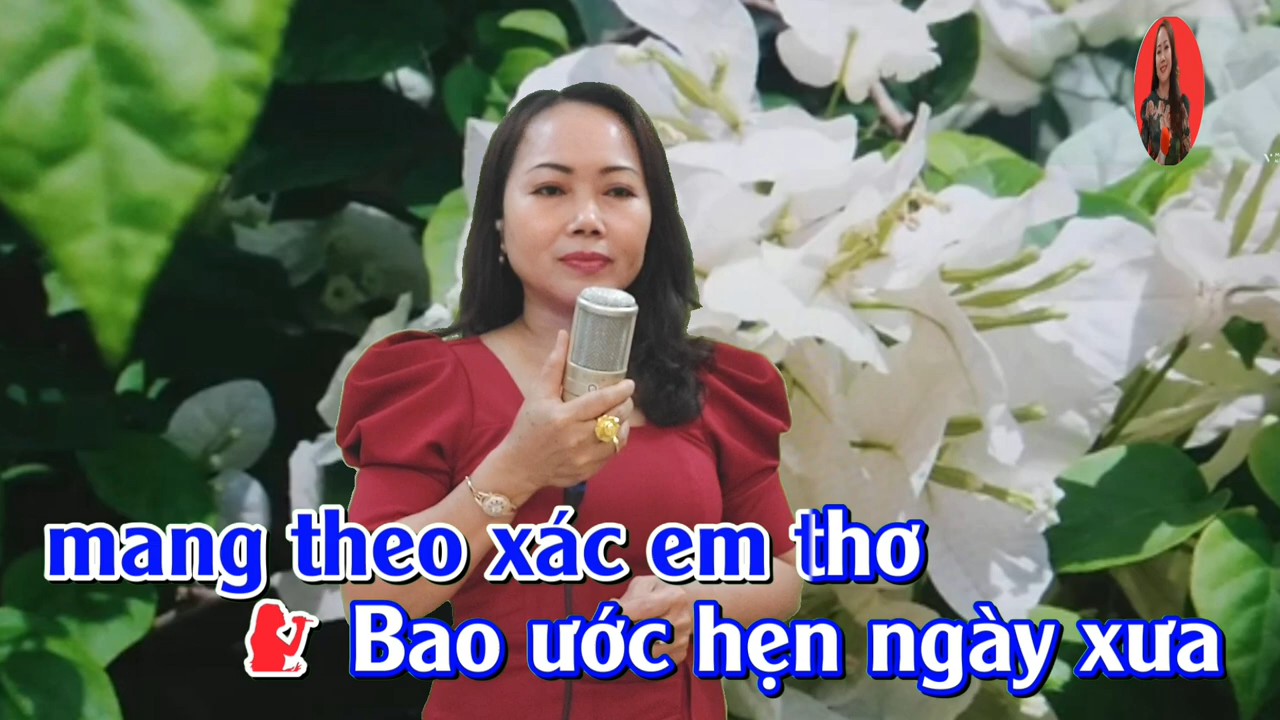 mang theo xác em thơ
Bao ước hẹn ngày xưa